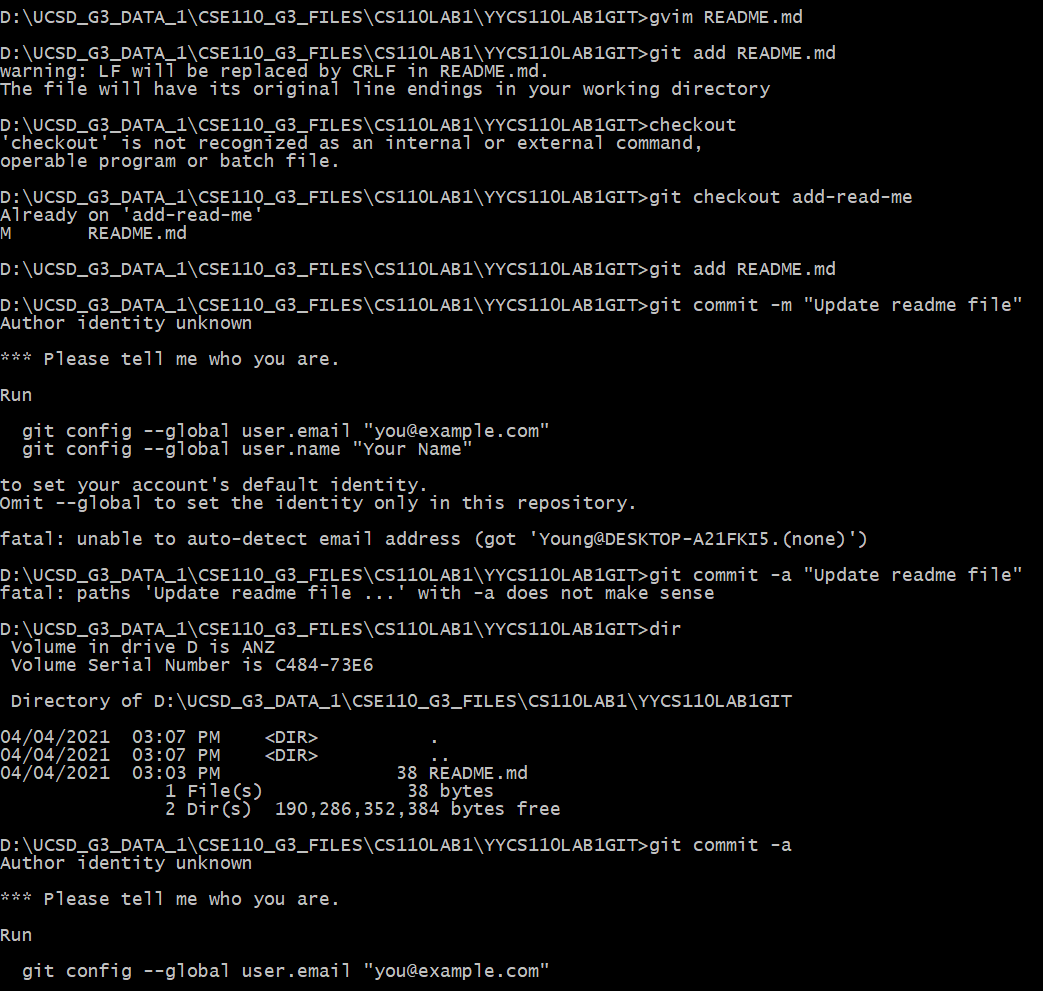 D:\UCSD_G3_DATA_1\CSE110_G3_FILES\CS110LAB1\YYCS110LAB1GIT>gvim README.md
D:\UCSD_G3_DATA_1\CSE110_G3_FILES\CS110LAB1\YYCS110LAB1GIT>git add README.md
warning: LF will be replaced by CRLF in README.md.
The file will have its original line endings in your working directory
D:\UCSD_G3_DATA_1\CSE110_G3_FILES\CS110LAB1\YYCS110LAB1GIT>checkout
'checkout' is not recognized as an internal or external command,
operable program or batch file.
D:\UCSD_G3_DATA_1\CSE110_G3_FILES\CS110LAB1\YYCS110LAB1GIT>git checkout add-read-me
Already on 'add-read-me'
M       README.md
D:\UCSD_G3_DATA_1\CSE110_G3_FILES\CS110LAB1\YYCS110LAB1GIT>git add README.md
D:\UCSD_G3_DATA_1\CSE110_G3_FILES\CS110LAB1\YYCS110LAB1GIT>git commit -m "Update readme file"
Author identity unknown
*** Please tell me who you are.
Run
  git config --global user.email "you@example.com"
  git config --global user.name "Your Name"
to set your account's default identity.
Omit --global to set the identity only in this repository.
fatal: unable to auto-detect email address (got 'Young@DESKTOP-A21FKI5.(none)')
D:\UCSD_G3_DATA_1\CSE110_G3_FILES\CS110LAB1\YYCS110LAB1GIT>git commit -a "Update readme file"
fatal: paths 'Update readme file ...' with -a does not make sense
D:\UCSD_G3_DATA_1\CSE110_G3_FILES\CS110LAB1\YYCS110LAB1GIT>dir
 Volume in drive D is ANZ
 Volume Serial Number is C484-73E6
 Directory of D:\UCSD_G3_DATA_1\CSE110_G3_FILES\CS110LAB1\YYCS110LAB1GIT
04/04/2021  03:07 PM    <DIR>          .
04/04/2021  03:07 PM    <DIR>          ..
04/04/2021  03:03 PM                38 README.md
               1 File(s)             38 bytes
               2 Dir(s)  190,286,352,384 bytes free
D:\UCSD_G3_DATA_1\CSE110_G3_FILES\CS110LAB1\YYCS110LAB1GIT>git commit -a
Author identity unknown
*** Please tell me who you are.
Run
  git config --global user.email "you@example.com"